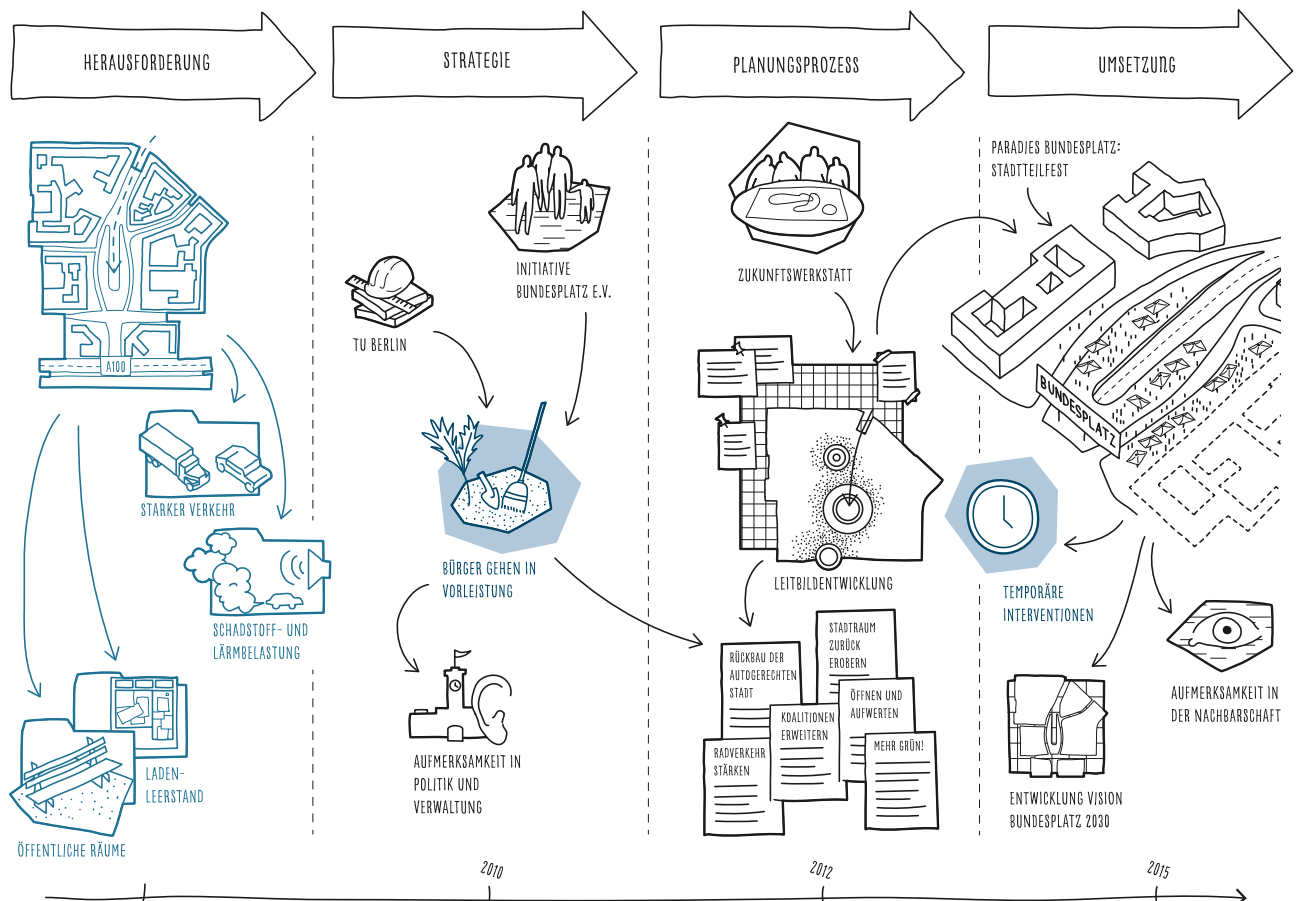 HERAUSFORDERUNG
STRATEGIE
PLANUNGSPROZESS
UMSETZUNG
A100
STARKER VERKEHR
SCHADSTOFF- UND
LÄRMBELASTUNG
LADEN-
LEERSTAND
ÖFFENTLICHE RÄUME
INITIATIVE
BUNDESPLATZ E.V.
TU BERLIN
BÜRGER GEHEN IN
VORLEISTUNG
AUFMERKSAMKEIT IN
POLITIK UND
VERWALTUNG
ZUKUNFTSWERKSTATT
LEITBILDENTWICKLUNG
STADTRAUM
ZURÜCK
EROBERN
RÜCKBAU DER
AUTOGERECHTEN
STADT
ÖFFNEN UND
AUFWERTEN
KOALITIONEN
ERWEITERN
RADVERKEHR
STÄRKEN
MEHR GRÜN!
PARADIES BUNDESPLATZ:
STADTTEILFEST
BUNDESPLATZ
TEMPORÄRE
INTERVENTIONEN
AUFMERKSAMKEIT IN
DER NACHBARSCHAFT
ENTWICKLUNG VISION
BUNDESPLATZ 2030
2010
2012
2015